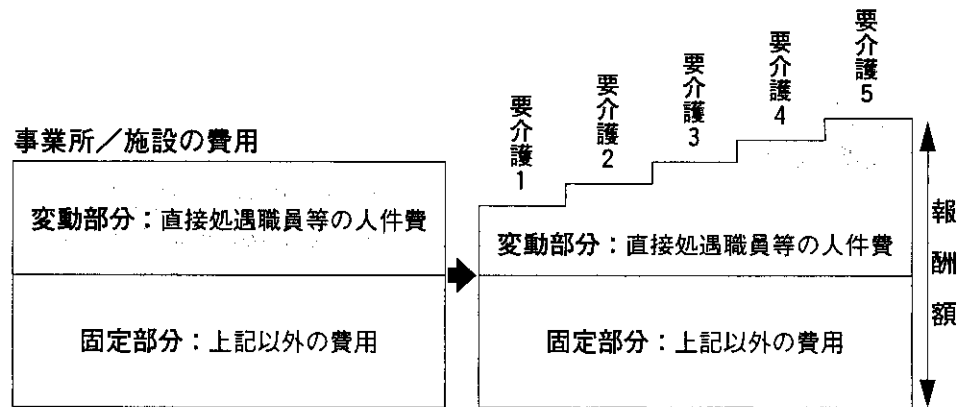 事業所／施設の費用
変動部分：直接処遇職員等の人件費
固定部分：上記以外の費用
要介護1
要介護2
要介護3
要介護4
要介護5
変動部分：直接処遇職員等の人件費
固定部分：上記以外の費用
報酬額